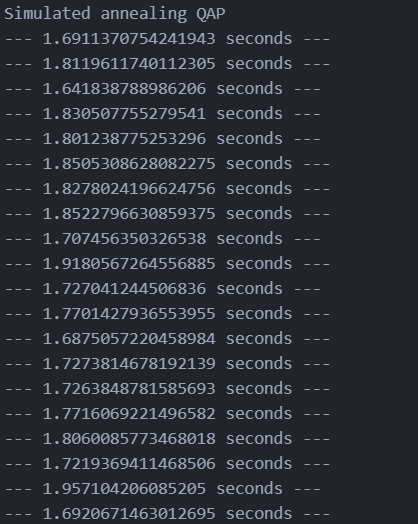 Simulated annealing QAP
--- 1.6911370754241943 seconds ---
--- 1.8119611740112305 seconds ---
--- 1.641838788986206 seconds ---
--- 1.830507755279541 seconds ---
--- 1.801238775253296 seconds ---
--- 1.8505308628082275 seconds ---
--- 1.8278024196624756 seconds ---
--- 1.8522796630859375 seconds ---
--- 1.707456350326538 seconds ---
--- 1.9180567264556885 seconds ---
--- 1.727041244506836 seconds ---
--- 1.7701427936553955 seconds ---
--- 1.6875057220458984 seconds ---
--- 1.7273814678192139 seconds ---
--- 1.7263848781585693 seconds ---
--- 1.7716069221496582 seconds ---
--- 1.8060085773468018 seconds ---
--- 1.7219369411468506 seconds ---
--- 1.957104206085205 seconds ---
--- 1.6920671463012695 seconds ---